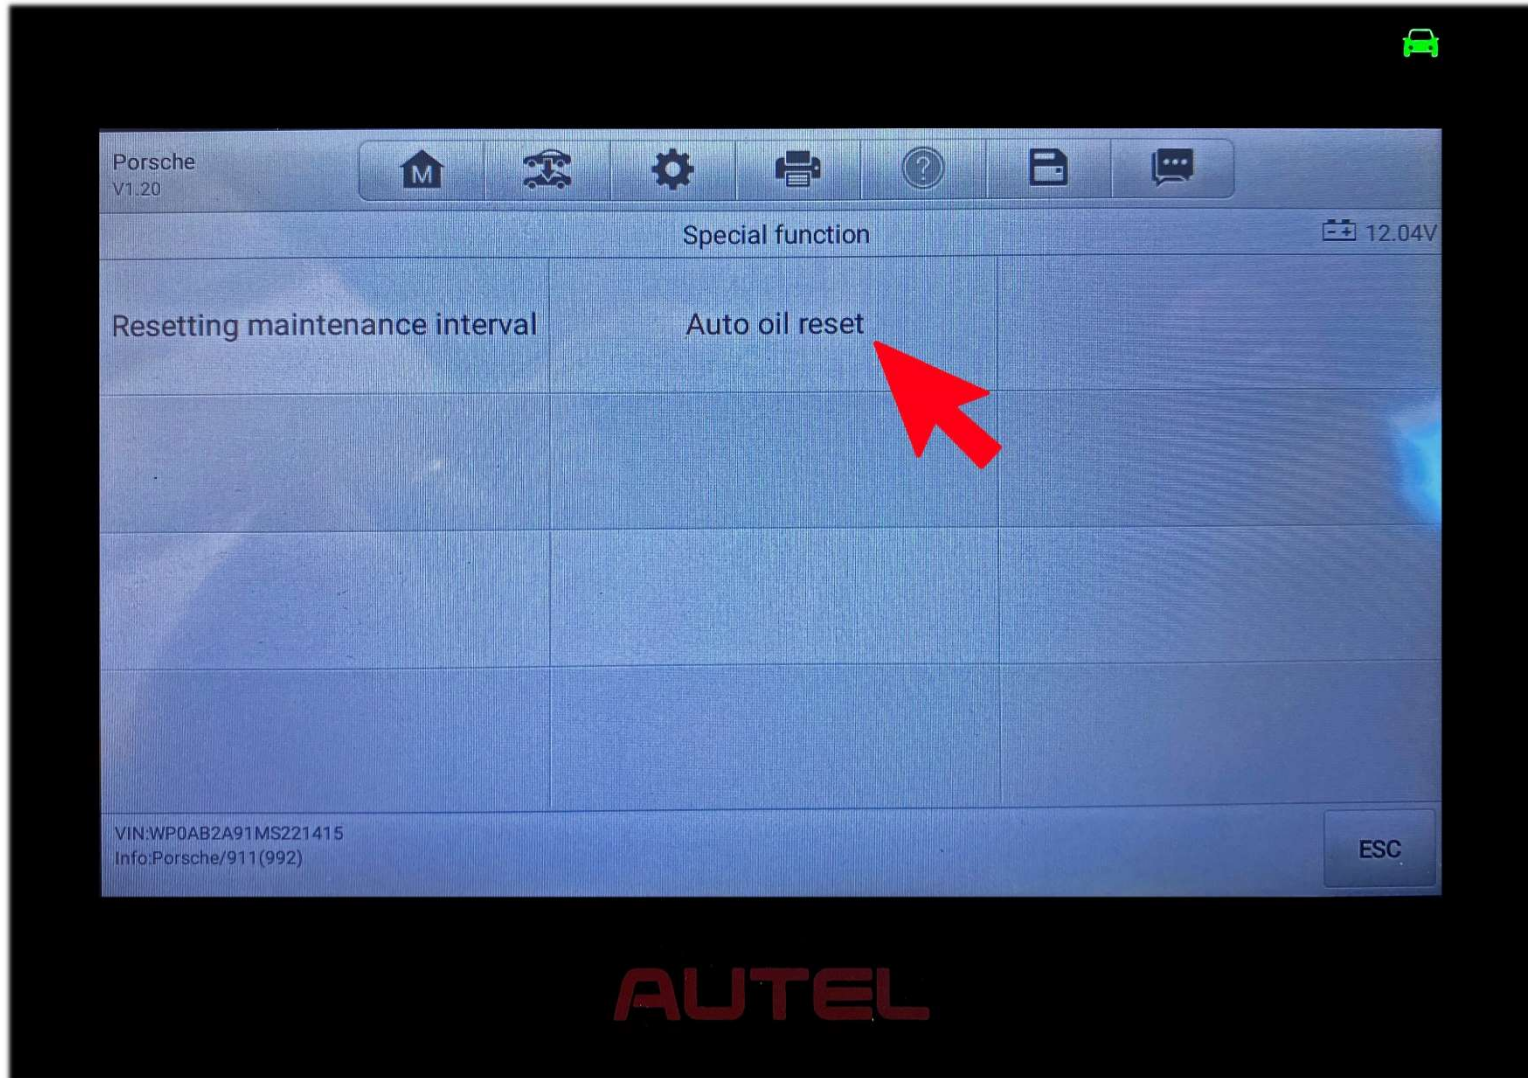 Porsche
V1.20
M
?
Special function
12.04V
Resetting maintenance interval
Auto oil reset
VIN:WP0AB2A91MS221415
Info:Porsche/911(992)
ESC
AUTEL